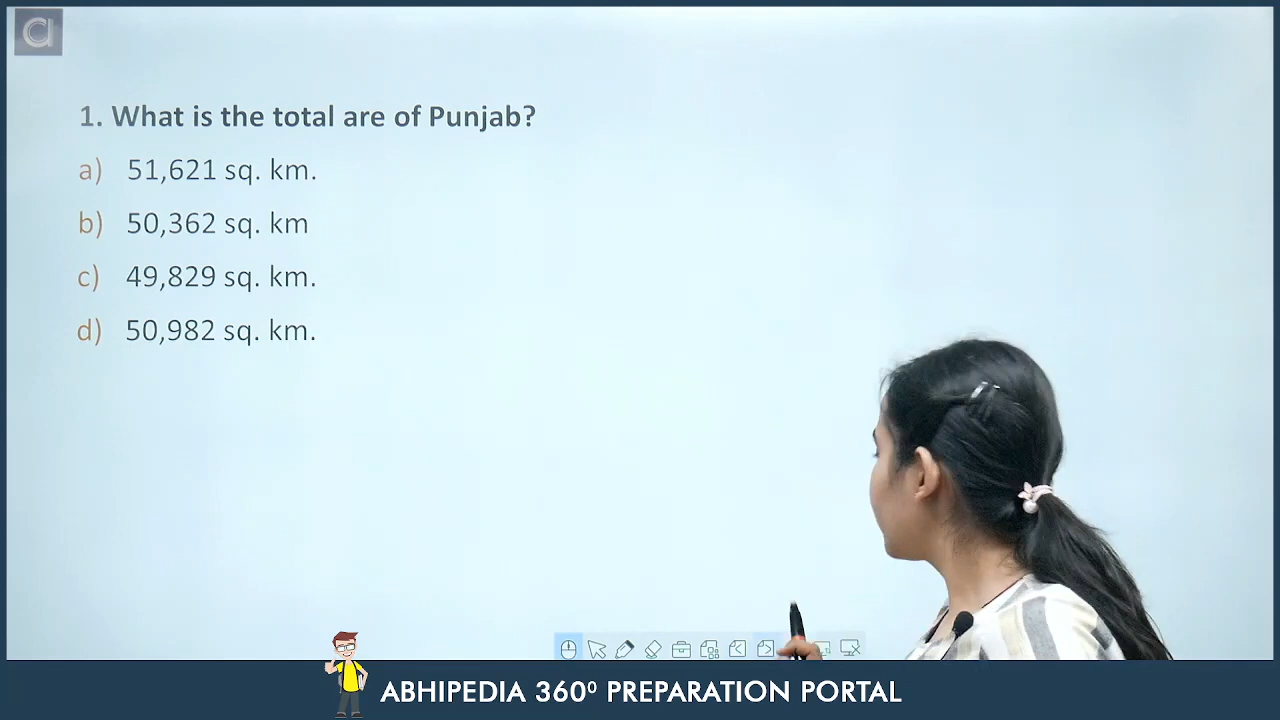 1. What is the total are of Punjab?
a) 51,621 sq. km.
b) 50,362 sq. km
c) 49,829 sq. km.
d) 50,982 sq. km.
ABHIPEDIA 360⁰ PREPARATION PORTAL